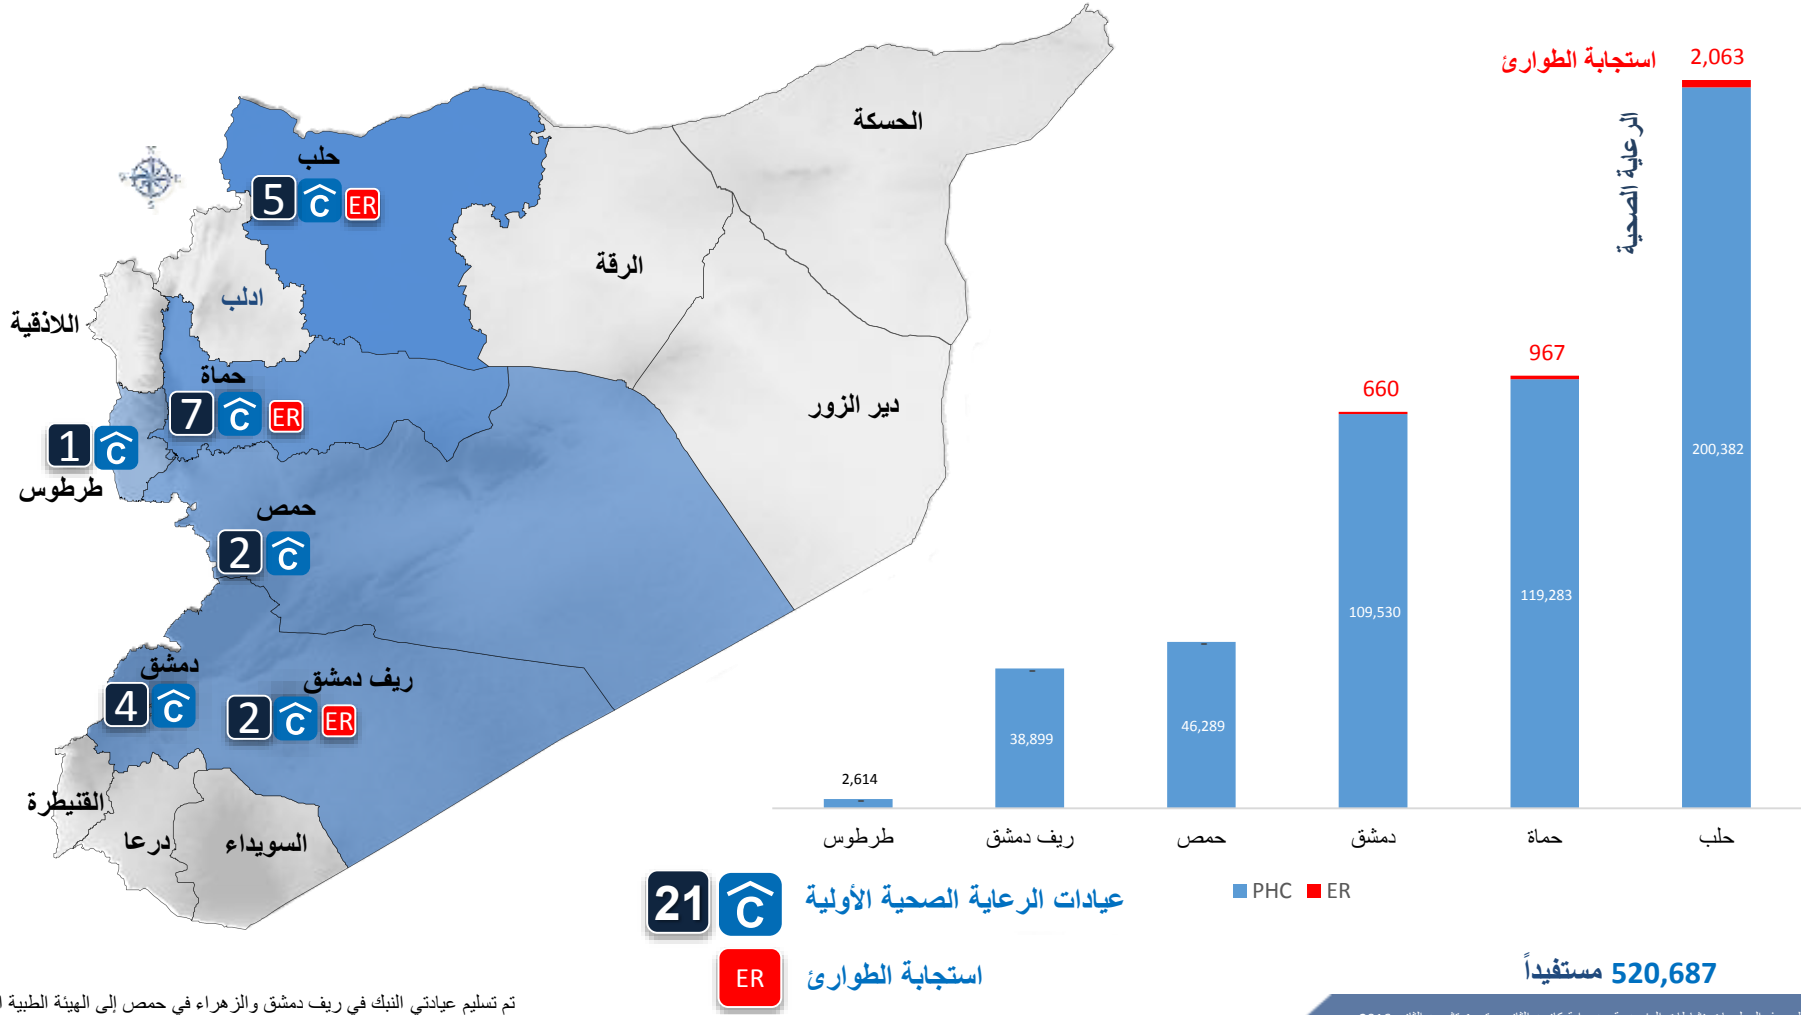 الحسكة
حلب
5 C ER
الرقة
ادلب
اللاذقية
حماة
7 C ER
دير الزور
1 C
طرطوس
حمص
2 C
دمشق
4 C
ريف دمشق
2 C ER
القنيطرة
درعا
السويداء
استجابة الطوارئ
2,063
الرعاية الصحية
967
660
200,382
119,283
109,530
46,289
38,899
2,614
طرطوس
ريف دمشق
حمص
دمشق
حماة
حلب
PHC ER
21 C عيادات الرعاية الصحية الأولية
ER استجابة الطوارئ
520,687 مستفيداً
تم تسليم عيادتي النبك في ريف دمشق والزهراء في حمص إلى الهيئة الطبية